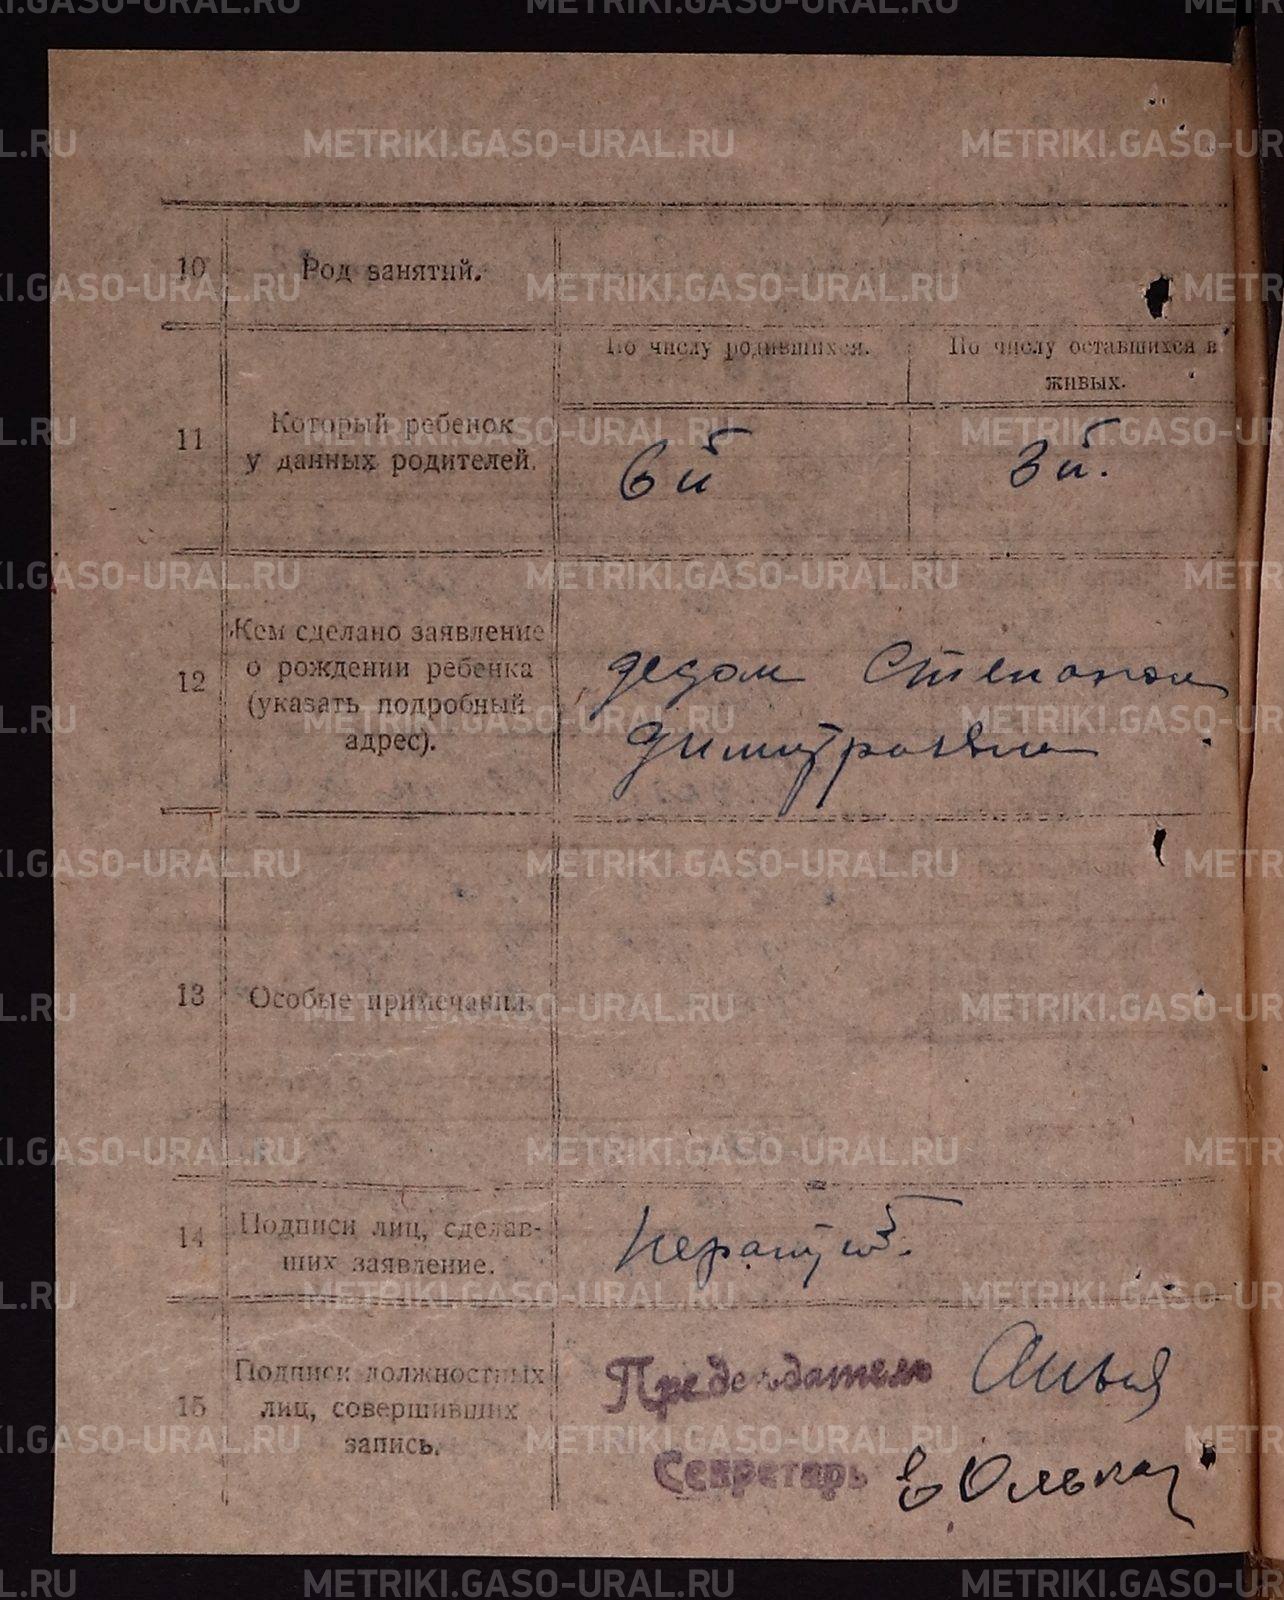 10 Род занятий.
По числу родившихся. По числу оставшихся в
живых.
11 Который ребенок
у данных родителей.
6й 3й.
12 Кем сделано заявление
о рождении ребенка
(указать подробный
адрес).
дедом Степаном
13 Особые примечания.
14 Подписи лиц, сделав-
ших заявление.
15 Подписи должностных
лиц, совершивших
запись.
Председатель
Секретарь
METRIKI.GASO-URAL.RU